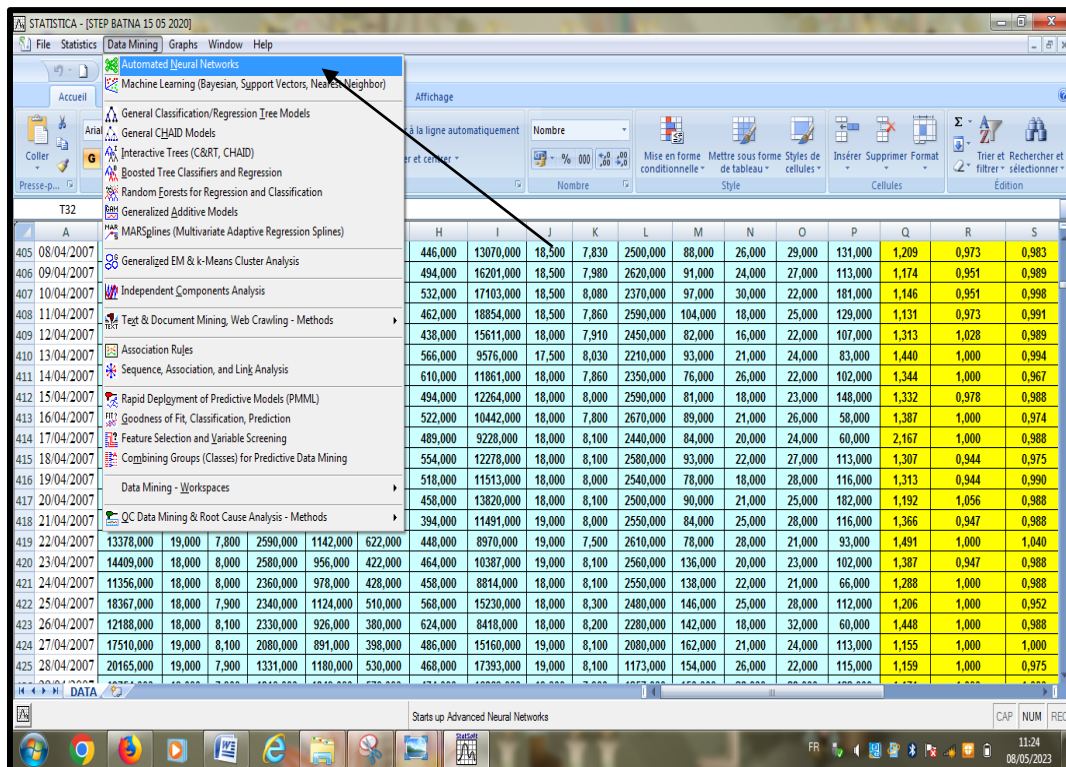 STATISTICA - [STEP BATNA 15 05 2020]
File Statistics Data Mining Graphs Window Help
Automated Neural Networks
Machine Learning (Bayesian, Support Vectors, Nearest Neighbor)
General Classification/Regression Tree Models
General CHAID Models
Interactive Trees (C&RT, CHAID)
Boosted Tree Classifiers and Regression
Random Forests for Regression and Classification
Generalized Additive Models
MARSplines (Multivariate Adaptive Regression Splines)
Generalized EM & k-Means Cluster Analysis
Independent Components Analysis
Text & Document Mining, Web Crawling - Methods
Association Rules
Sequence, Association, and Link Analysis
Rapid Deployment of Predictive Models (PMML)
Goodness of Fit, Classification, Prediction
Feature Selection and Variable Screening
Combining Groups (Classes) for Predictive Data Mining
Data Mining - Workspaces
QC Data Mining & Root Cause Analysis - Methods
Accueil Affichage
Coller Arial G
à la ligne automatiquement Nombre
er et centrer % 000
Mise en forme conditionnelle Mettre sous forme de tableau Styles de cellules
Insérer Supprimer Format
Trier et filtrer Rechercher et sélectionner
Presse-p... Nombre Style Cellules Édition
T32
A H I J K L M N O P Q R S
405 08/04/2007 446,000 13070,000 18,500 7,830 2500,000 88,000 26,000 29,000 131,000 1,209 0,973 0,983
406 09/04/2007 494,000 16201,000 18,500 7,980 2620,000 91,000 24,000 27,000 113,000 1,174 0,951 0,989
407 10/04/2007 532,000 17103,000 18,500 8,080 2370,000 97,000 30,000 22,000 181,000 1,146 0,951 0,998
408 11/04/2007 462,000 18854,000 18,500 7,860 2590,000 104,000 18,000 25,000 129,000 1,131 0,973 0,991
409 12/04/2007 438,000 15611,000 18,000 7,910 2450,000 82,000 16,000 22,000 107,000 1,313 1,028 0,989
410 13/04/2007 566,000 9576,000 17,500 8,030 2210,000 93,000 21,000 24,000 83,000 1,440 1,000 0,994
411 14/04/2007 610,000 11861,000 18,000 7,860 2350,000 76,000 26,000 22,000 102,000 1,344 1,000 0,967
412 15/04/2007 494,000 12264,000 18,000 8,000 2590,000 81,000 18,000 23,000 148,000 1,332 0,978 0,988
413 16/04/2007 522,000 10442,000 18,000 7,800 2670,000 89,000 21,000 26,000 58,000 1,387 1,000 0,974
414 17/04/2007 489,000 9228,000 18,000 8,100 2440,000 84,000 20,000 24,000 60,000 2,167 1,000 0,988
415 18/04/2007 554,000 12278,000 18,000 8,100 2580,000 93,000 22,000 27,000 113,000 1,307 0,944 0,975
416 19/04/2007 518,000 11513,000 18,000 8,000 2540,000 78,000 18,000 28,000 116,000 1,313 0,944 0,990
417 20/04/2007 458,000 13820,000 18,000 8,100 2500,000 90,000 21,000 25,000 182,000 1,192 1,056 0,988
418 21/04/2007 394,000 11491,000 19,000 8,000 2550,000 84,000 25,000 28,000 116,000 1,366 0,947 0,988
419 22/04/2007 13378,000 19,000 7,800 2590,000 1142,000 622,000 448,000 8970,000 19,000 7,500 2610,000 78,000 28,000 21,000 93,000 1,491 1,000 1,040
420 23/04/2007 14409,000 18,000 8,000 2580,000 956,000 422,000 464,000 10387,000 19,000 8,100 2560,000 136,000 20,000 23,000 102,000 1,387 0,947 0,988
421 24/04/2007 11356,000 18,000 8,000 2360,000 978,000 428,000 458,000 8814,000 18,000 8,100 2550,000 138,000 22,000 21,000 66,000 1,288 1,000 0,988
422 25/04/2007 18367,000 18,000 7,900 2340,000 1124,000 510,000 568,000 15230,000 18,000 8,300 2480,000 146,000 25,000 28,000 112,000 1,206 1,000 0,952
423 26/04/2007 12188,000 18,000 8,100 2330,000 926,000 380,000 624,000 8418,000 18,000 8,200 2280,000 142,000 18,000 32,000 60,000 1,448 1,000 0,988
424 27/04/2007 17510,000 19,000 8,100 2080,000 891,000 398,000 486,000 15160,000 19,000 8,100 2080,000 162,000 21,000 24,000 113,000 1,155 1,000 1,000
425 28/04/2007 20165,000 19,000 7,900 1331,000 1180,000 530,000 468,000 17393,000 19,000 8,100 1173,000 154,000 26,000 22,000 115,000 1,159 1,000 0,975
DATA
Starts up Advanced Neural Networks CAP NUM REC
StatSoft
FR 11:24
08/05/2023